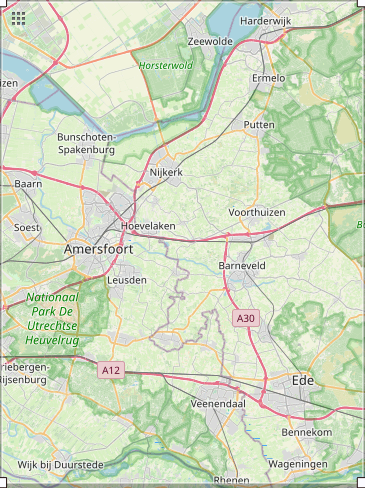 Harderwijk
Zeewolde
Horsterwold
Ermelo
izen
Putten
Bunschoten-
Spakenburg
Nijkerk
Baarn
Voorthuizen
Soest
Hoevelaken
Amersfoort
Barneveld
Leusden
Nationaal
Park De
Utrechtse
Heuvelrug
A30
A12
riebergen-
ijsenburg
Ede
Veenendaal
Bennekom
Wijk bij Duurstede
Wageningen
Rhenen